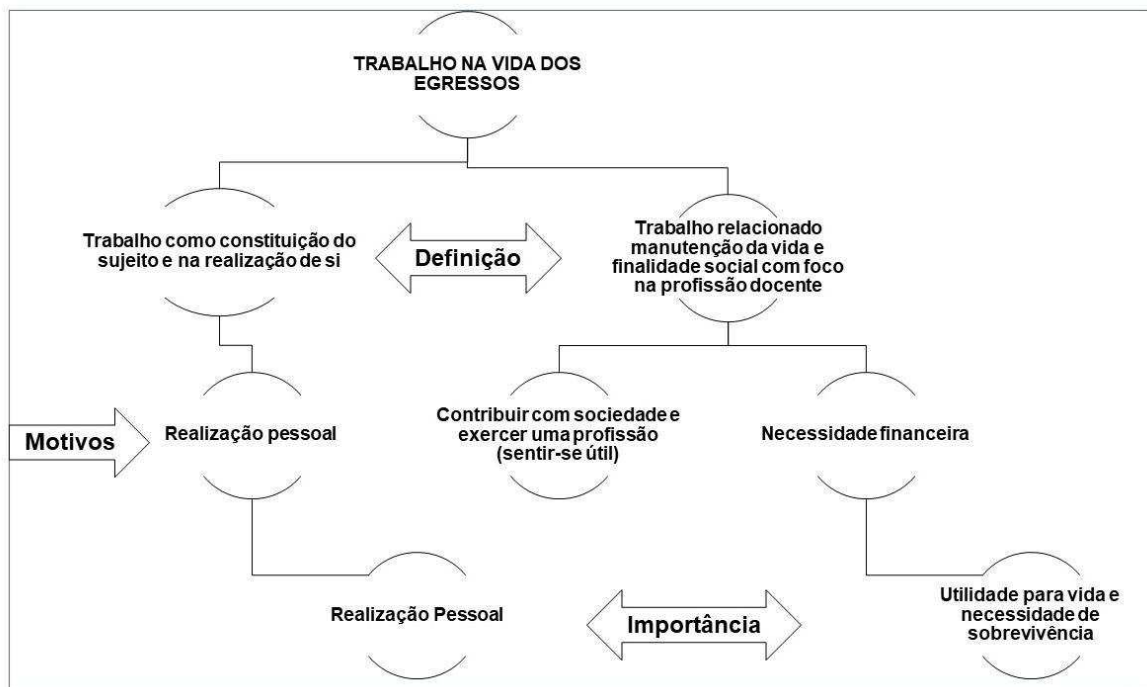 TRABALHO NA VIDA DOS
EGRESSOS
Trabalho como constituição do
sujeito e na realização de si
Definição
Trabalho relacionado
manutenção da vida e
finalidade social com foco
na profissão docente
Motivos
Realização pessoal
Contribuir com sociedade e
exercer uma profissão
(sentir-se útil)
Necessidade financeira
Realização Pessoal
Importância
Utilidade para vida e
necessidade de
sobrevivência